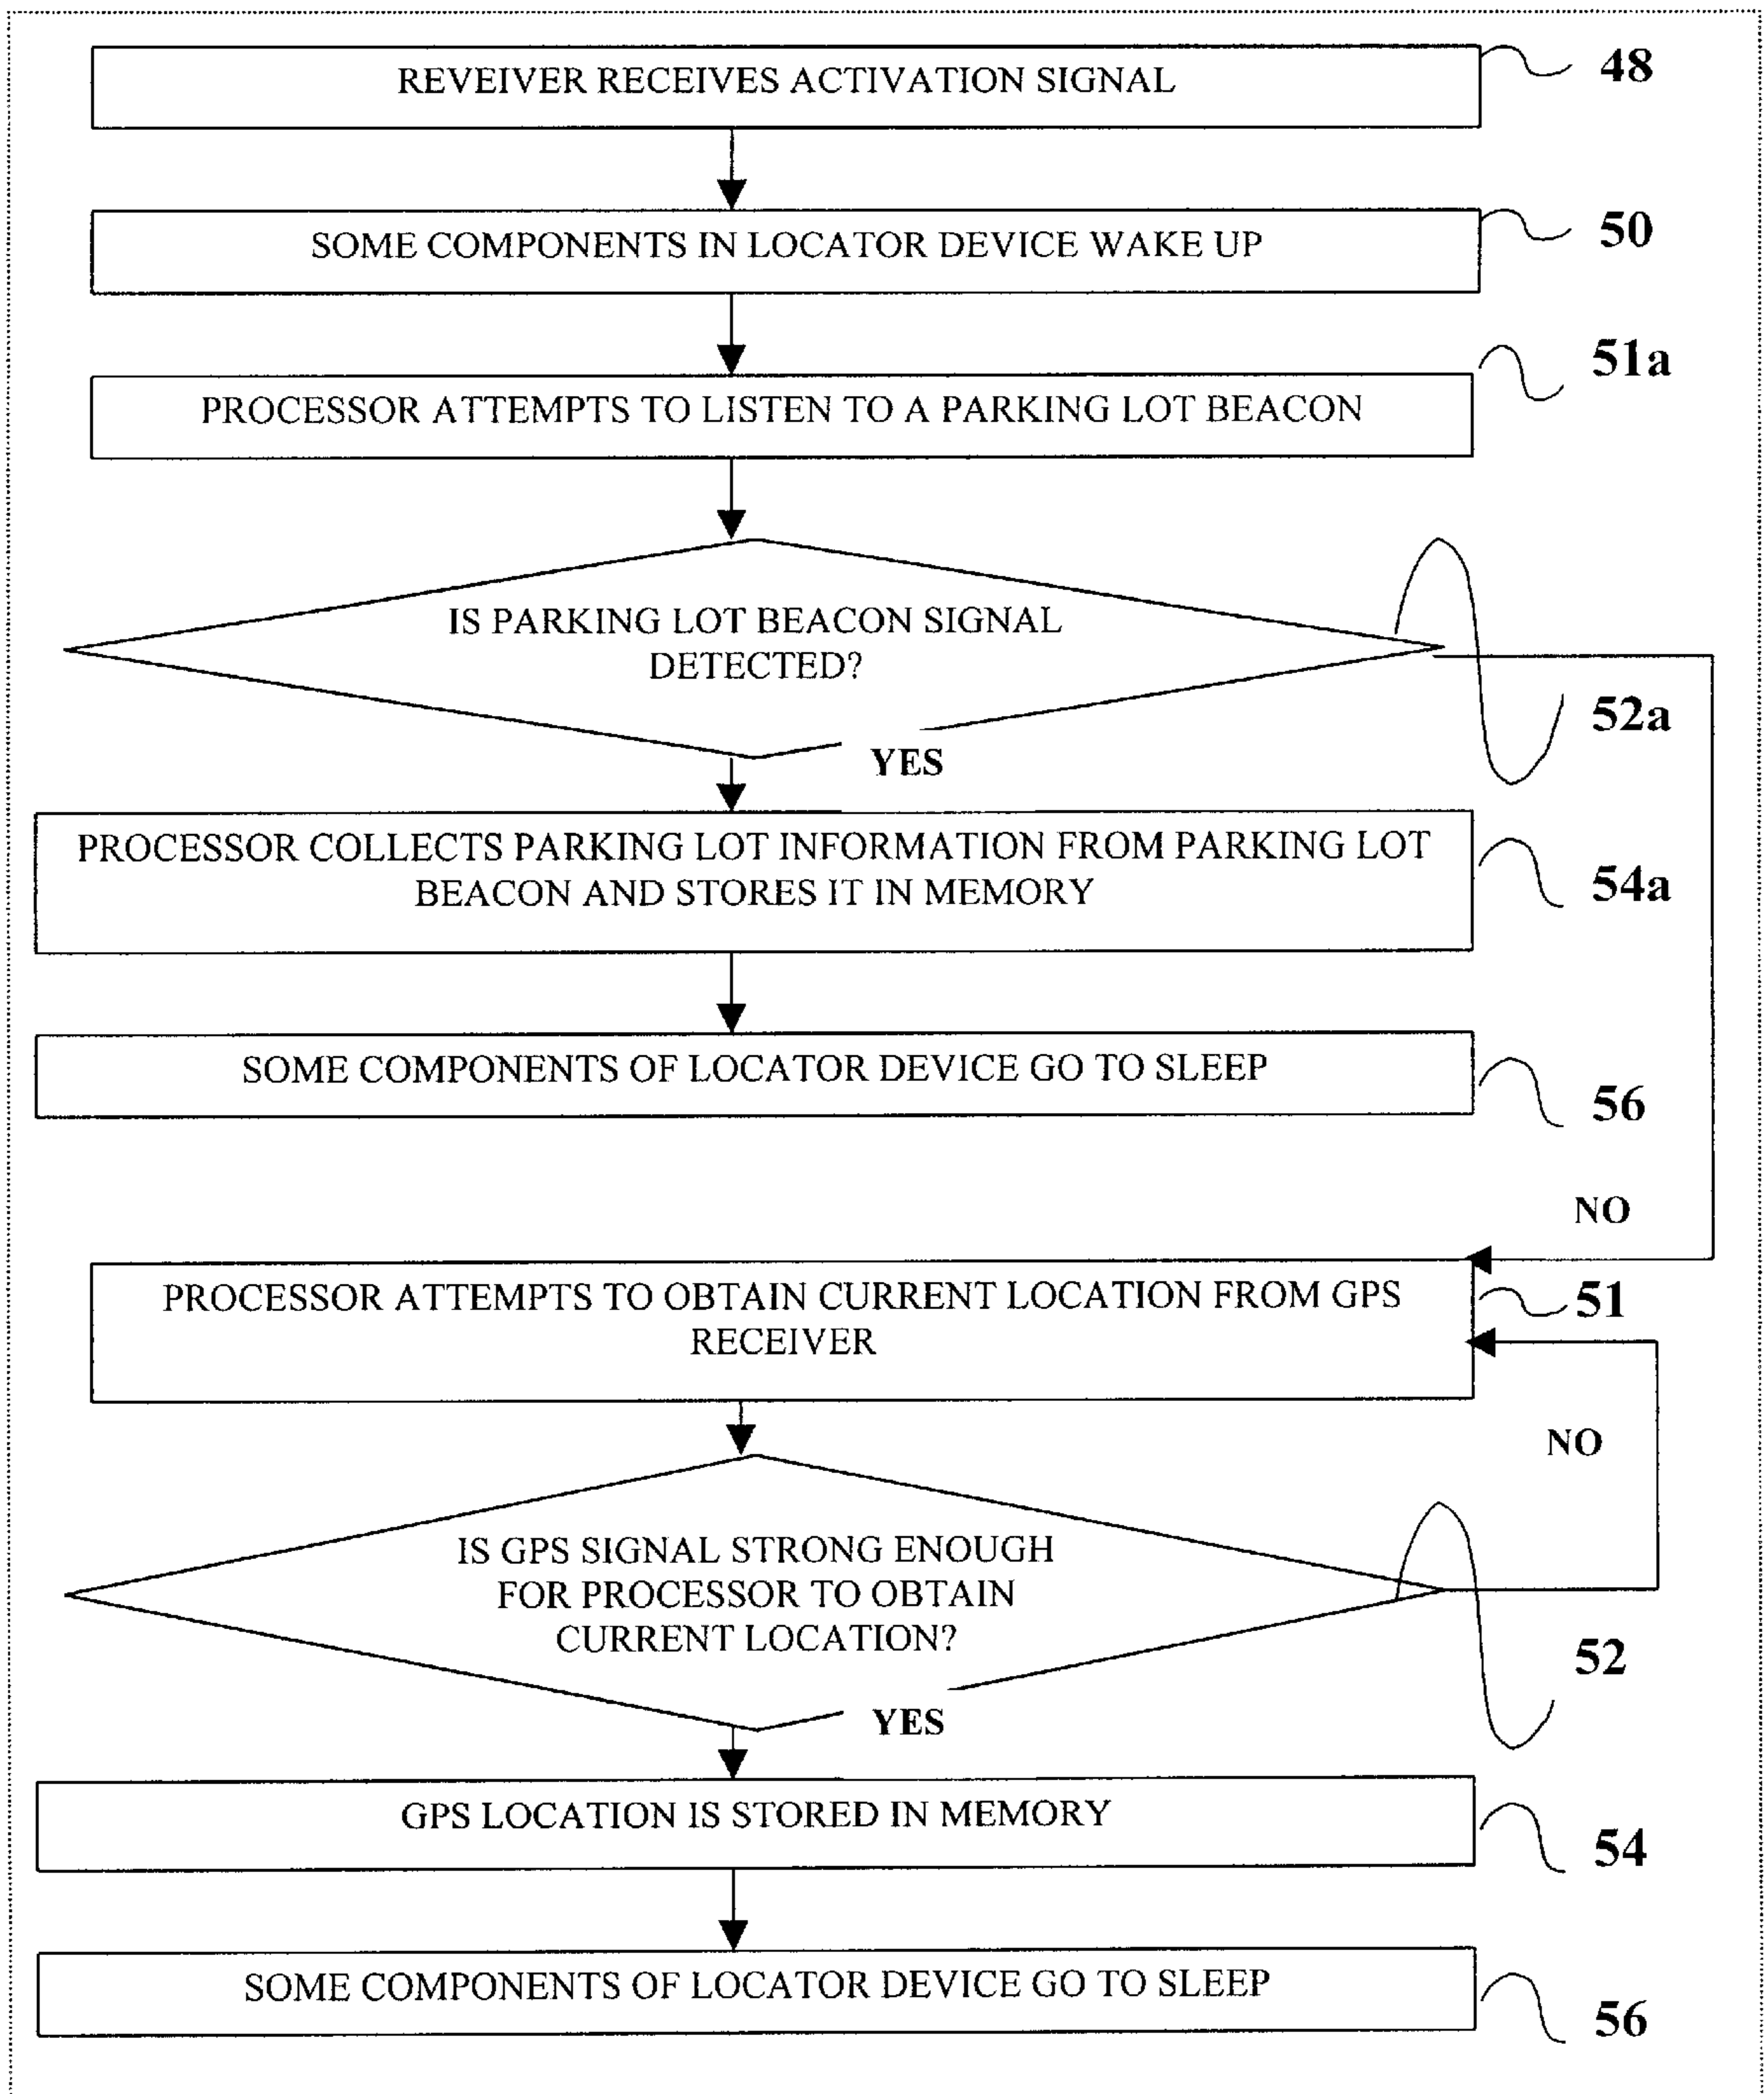 REVEIVER RECEIVES ACTIVATION SIGNAL
48
SOME COMPONENTS IN LOCATOR DEVICE WAKE UP
50
51a
PROCESSOR ATTEMPTS TO LISTEN TO A PARKING LOT BEACON
IS PARKING LOT BEACON SIGNAL
DETECTED?
52a
YES
PROCESSOR COLLECTS PARKING LOT INFORMATION FROM PARKING LOT
BEACON AND STORES IT IN MEMORY
54a
SOME COMPONENTS OF LOCATOR DEVICE GO TO SLEEP
56
NO
PROCESSOR ATTEMPTS TO OBTAIN CURRENT LOCATION FROM GPS
RECEIVER
51
NO
IS GPS SIGNAL STRONG ENOUGH
FOR PROCESSOR TO OBTAIN
CURRENT LOCATION?
52
YES
GPS LOCATION IS STORED IN MEMORY
54
SOME COMPONENTS OF LOCATOR DEVICE GO TO SLEEP
56